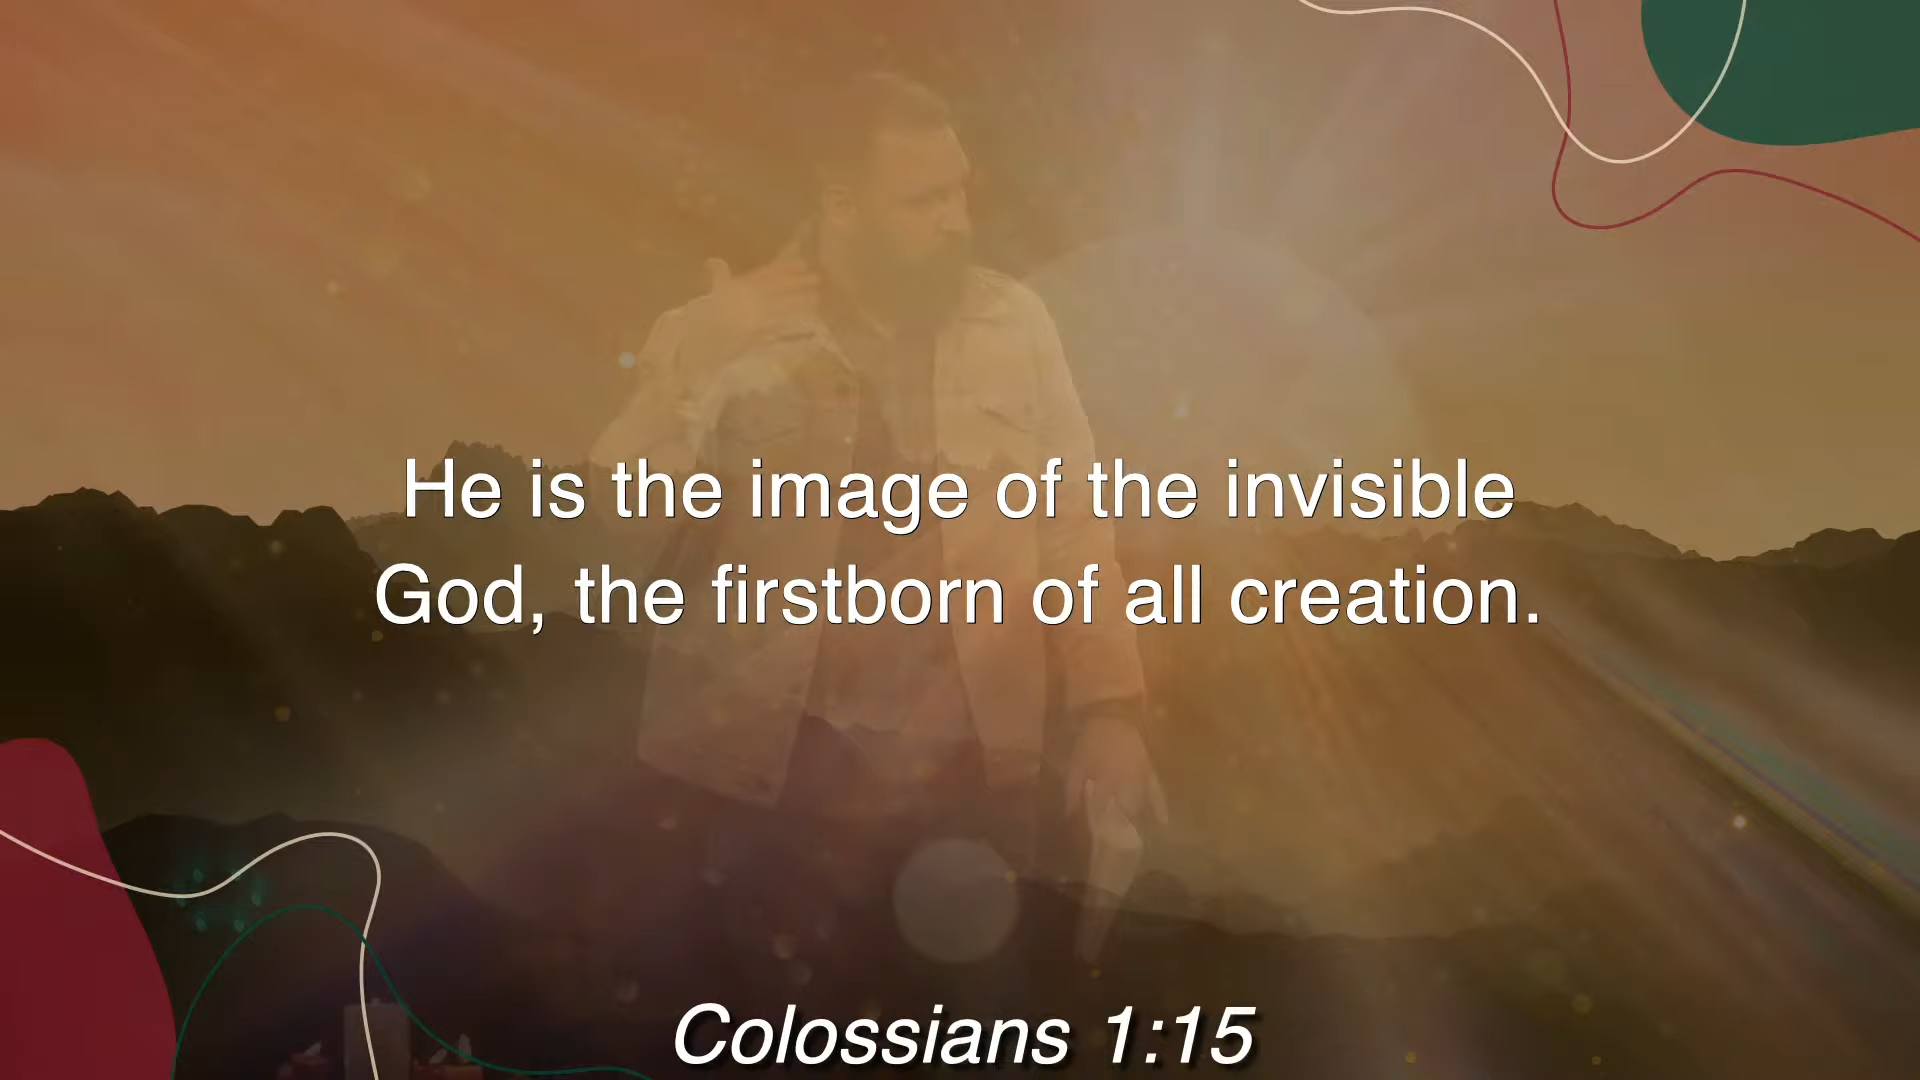 He is the image of the invisible
God, the firstborn of all creation.
Colossians 1:15